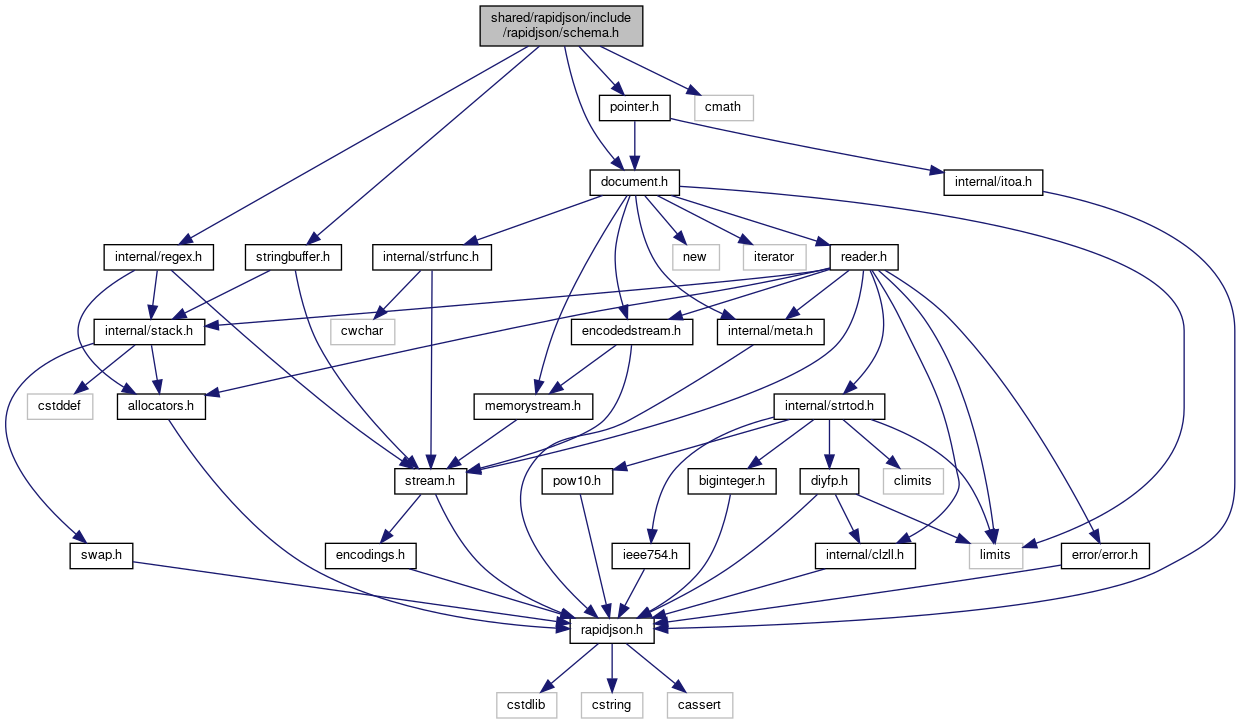 shared/rapidjson/include
/rapidjson/schema.h
pointer.h
cmath
document.h
internal/itoa.h
internal/regex.h
stringbuffer.h
internal/strfunc.h
new
iterator
reader.h
internal/stack.h
cwchar
encodedstream.h
internal/meta.h
cstddef
allocators.h
memorystream.h
internal/strtod.h
stream.h
pow10.h
biginteger.h
diyfp.h
climits
swap.h
encodings.h
ieee754.h
internal/clzll.h
limits
error/error.h
rapidjson.h
cstdlib
cstring
cassert